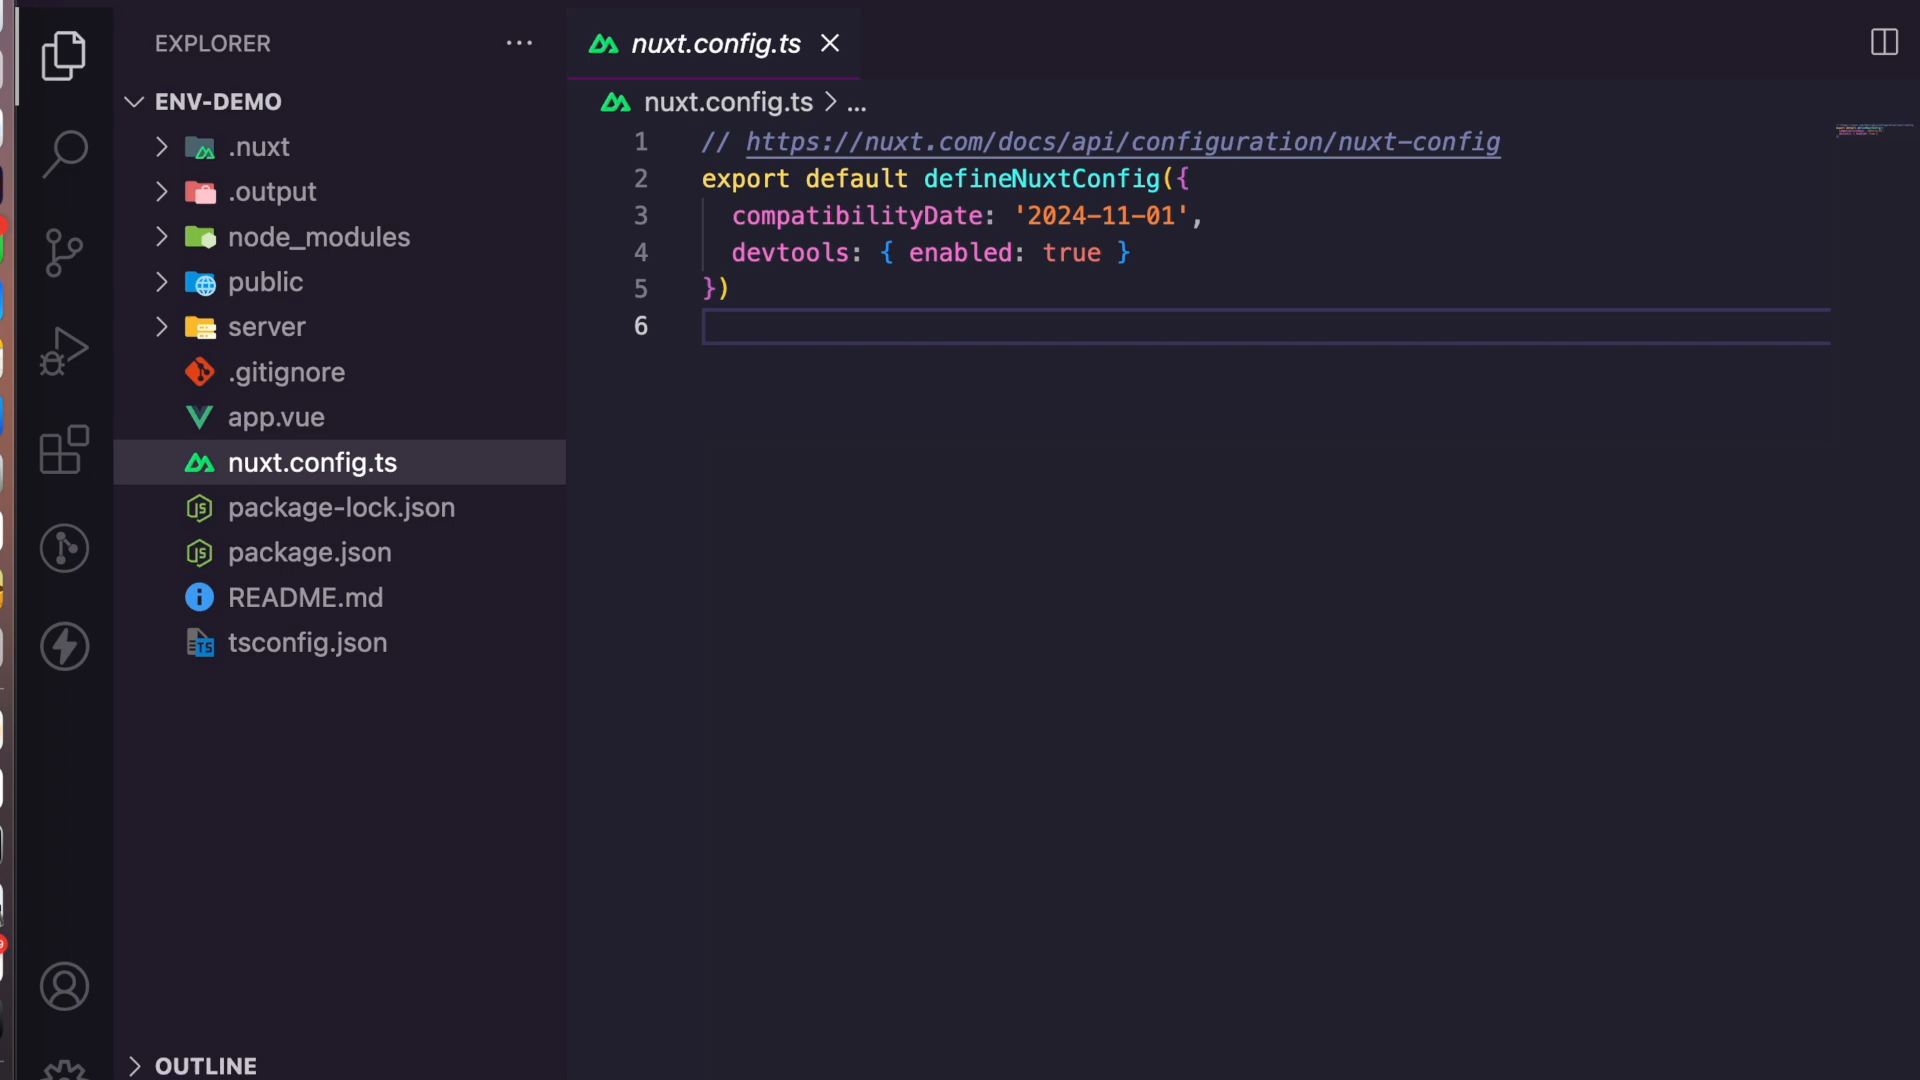 EXPLORER
ENV-DEMO
.nuxt
.output
node_modules
public
server
.gitignore
app.vue
nuxt.config.ts
package-lock.json
package.json
README.md
tsconfig.json
OUTLINE
nuxt.config.ts
nuxt.config.ts > ...
1 // https://nuxt.com/docs/api/configuration/nuxt-config
2 export default defineNuxtConfig({
3   compatibilityDate: '2024-11-01',
4   devtools: { enabled: true }
5 })
6